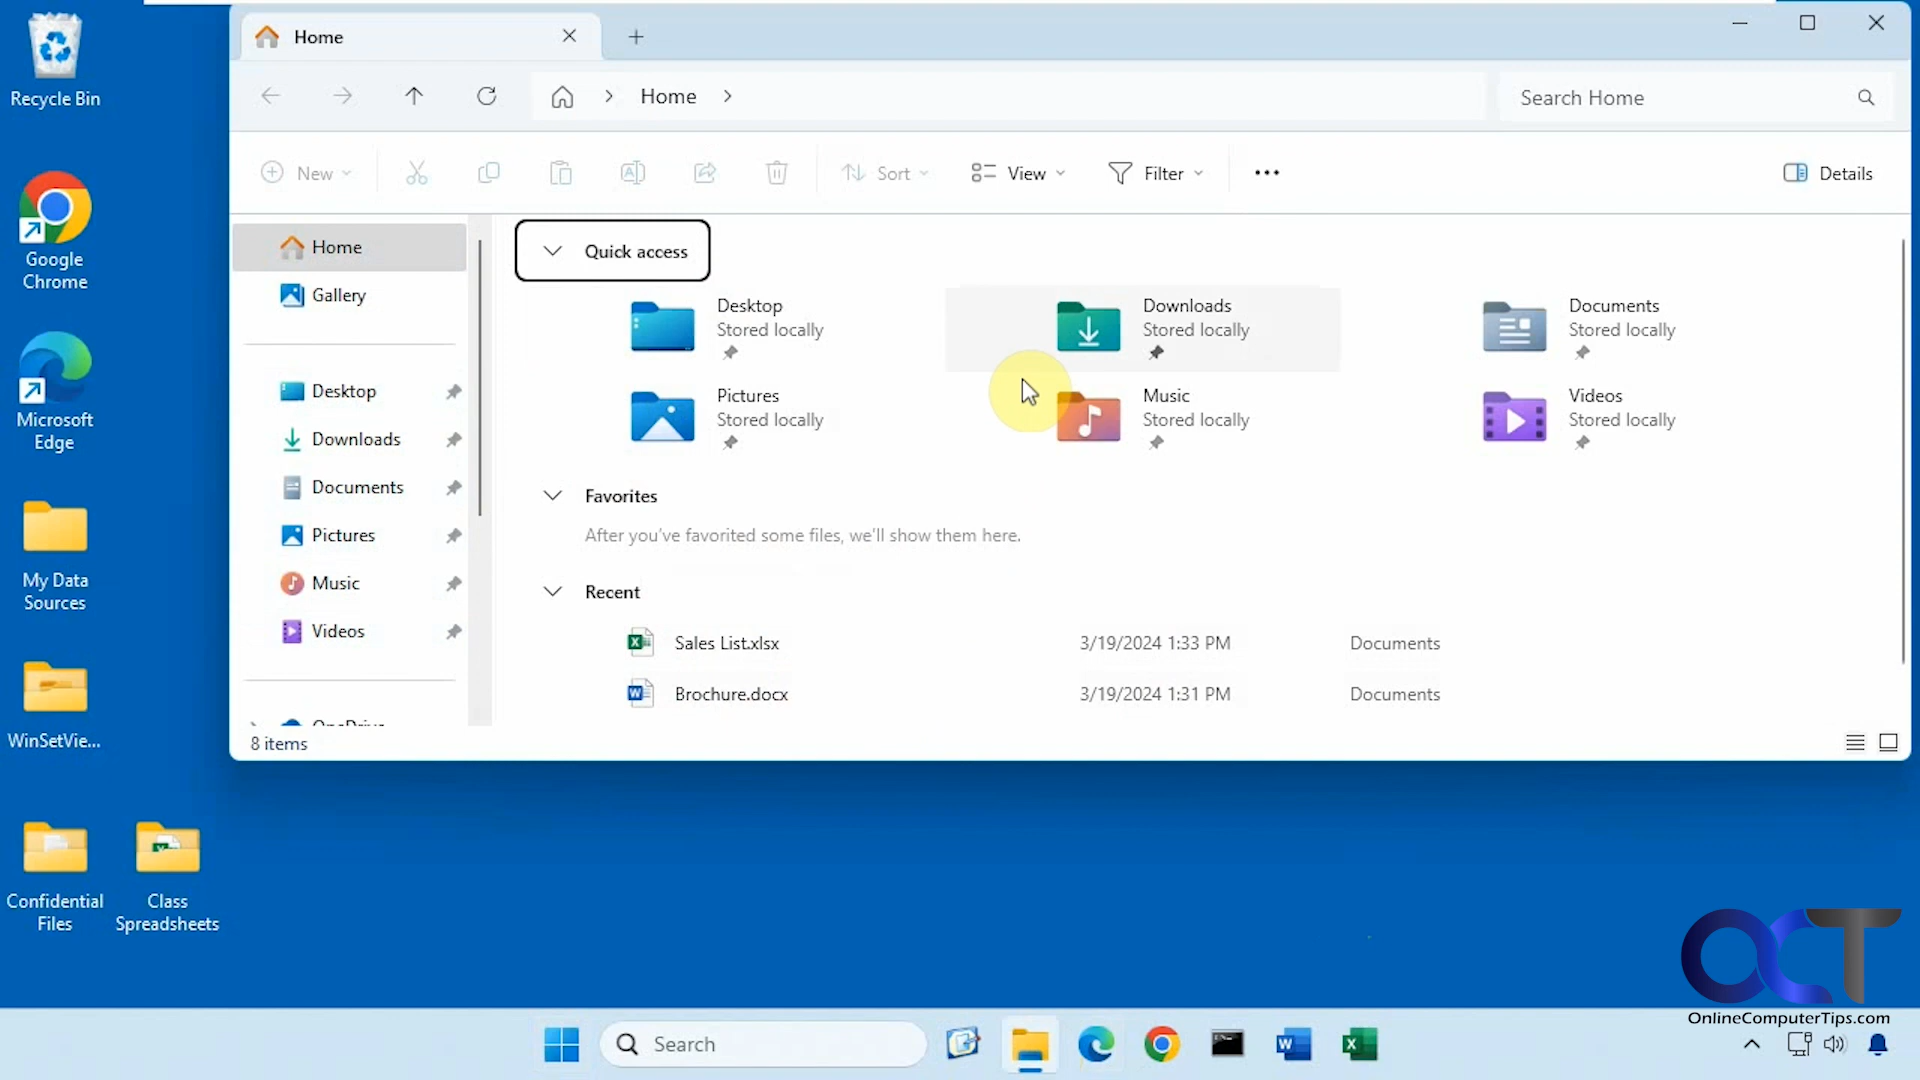 Recycle Bin
Google
Chrome
Microsoft
Edge
My Data
Sources
WinSetVie...
Confidential
Files
Class
Spreadsheets
Home
Home
Search Home
New
Sort
View
Filter
Details
Home
Gallery
Desktop
Downloads
Documents
Pictures
Music
Videos
OneDrive
Quick access
Desktop
Stored locally
Downloads
Stored locally
Documents
Stored locally
Pictures
Stored locally
Music
Stored locally
Videos
Stored locally
Favorites
After you've favorited some files, we'll show them here.
Recent
Sales List.xlsx 3/19/2024 1:33 PM Documents
Brochure.docx 3/19/2024 1:31 PM Documents
8 items
OCT
OnlineComputerTips.com
Search